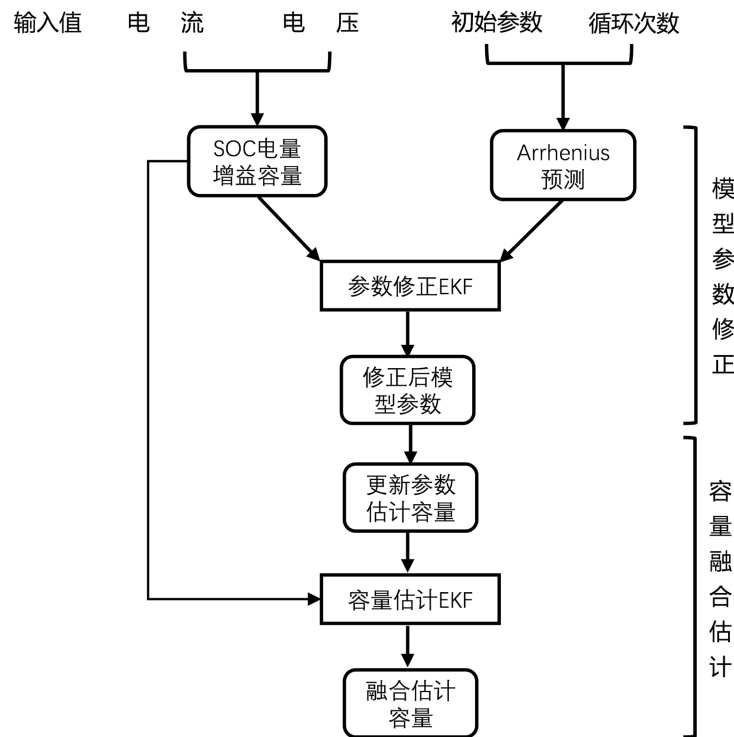 输入值 电 流 电 压 初始参数 循环次数
SOC电量
增益容量
Arrhenius
预测
模型参数修正
参数修正EKF
修正后模
型参数
更新参数
估计容量
容量融合估计
容量估计EKF
融合估计
容量